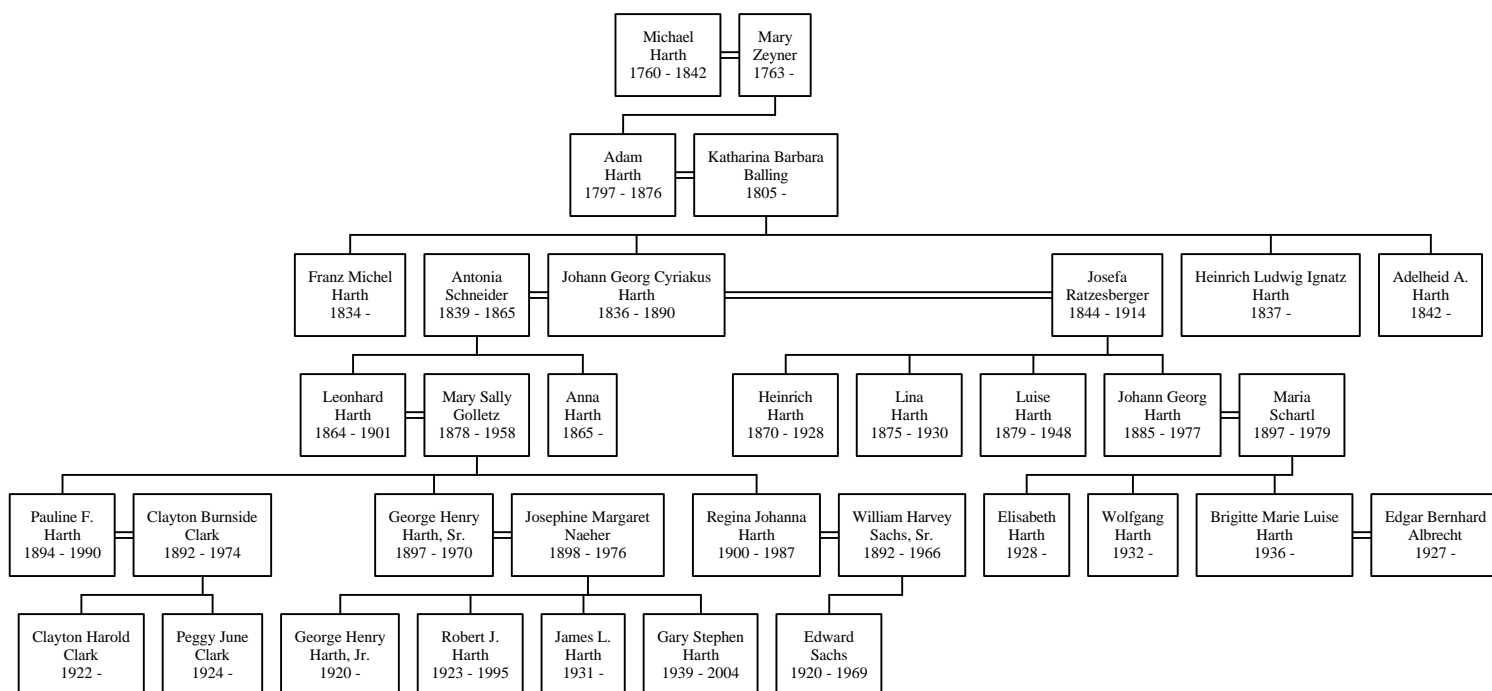 Michael
Harth
1760 - 1842
Mary
Zeyner
1763 -
Adam
Harth
1797 - 1876
Katharina Barbara
Balling
1805 -
Franz Michel
Harth
1834 -
Antonia
Schneider
1839 - 1865
Johann Georg Cyriakus
Harth
1836 - 1890
Josefa
Ratzesberger
1844 - 1914
Heinrich Ludwig Ignatz
Harth
1837 -
Adelheid A.
Harth
1842 -
Leonhard
Harth
1864 - 1901
Mary Sally
Golletz
1878 - 1958
Anna
Harth
1865 -
Heinrich
Harth
1870 - 1928
Lina
Harth
1875 - 1930
Luise
Harth
1879 - 1948
Johann Georg
Harth
1885 - 1977
Maria
Schartl
1897 - 1979
Pauline F.
Harth
1894 - 1990
Clayton Burnside
Clark
1892 - 1974
George Henry
Harth, Sr.
1897 - 1970
Josephine Margaret
Naeher
1898 - 1976
Regina Johanna
Harth
1900 - 1987
William Harvey
Sachs, Sr.
1892 - 1966
Elisabeth
Harth
1928 -
Wolfgang
Harth
1932 -
Brigitte Marie Luise
Harth
1936 -
Edgar Bernhard
Albrecht
1927 -
Clayton Harold
Clark
1922 -
Peggy June
Clark
1924 -
George Henry
Harth, Jr.
1920 -
Robert J.
Harth
1923 - 1995
James L.
Harth
1931 -
Gary Stephen
Harth
1939 - 2004
Edward
Sachs
1920 - 1969